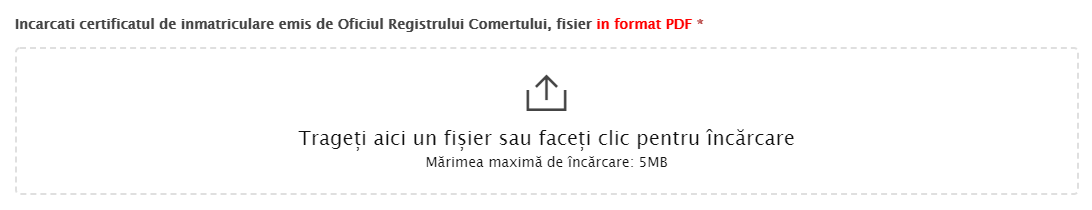 Incarcati certificatul de inmatriculare emis de Oficiul Registrului Comertului, fisier in format PDF *
Trageți aici un fișier sau faceți clic pentru încărcare
Mărimea maximă de încărcare: 5MB